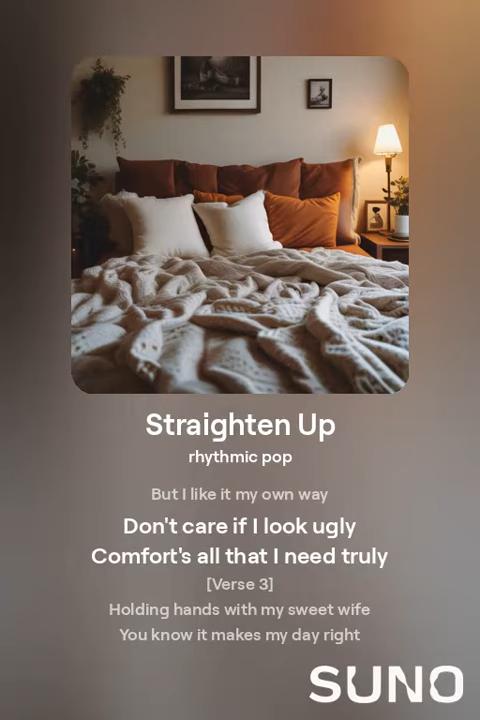 Straighten Up
rhythmic pop
But I like it my own way
Don't care if I look ugly
Comfort's all that I need truly
[Verse 3]
Holding hands with my sweet wife
You know it makes my day right
SUNO